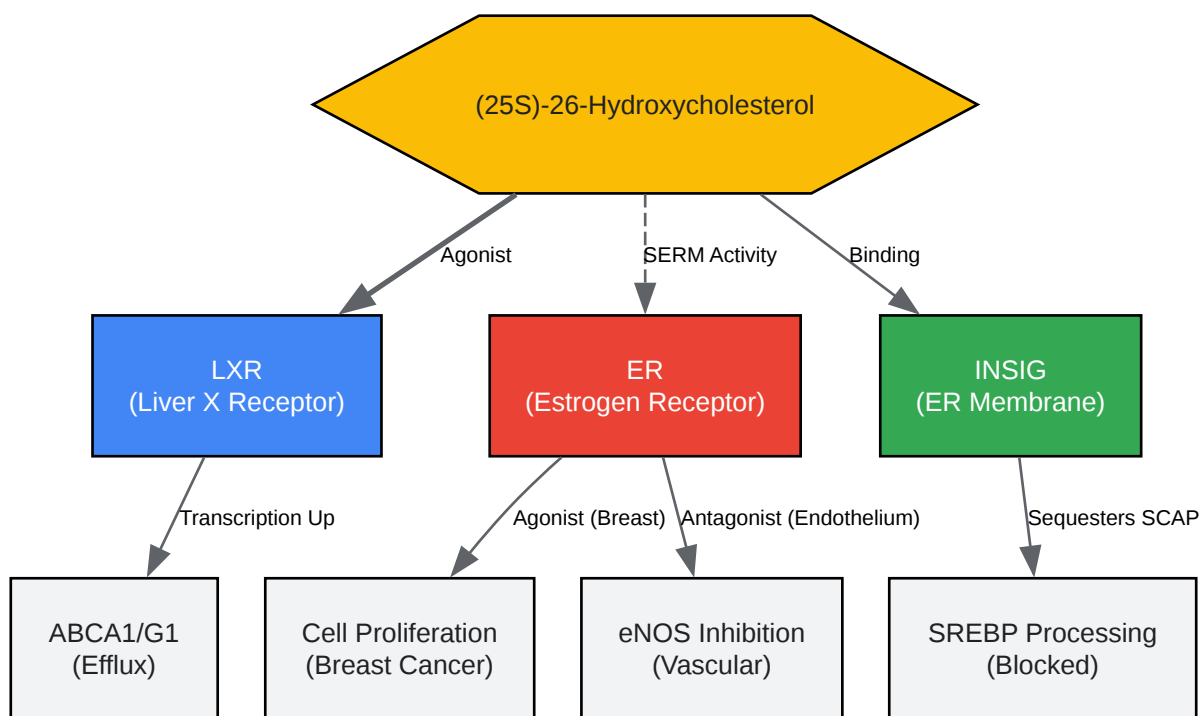 (25S)-26-Hydroxycholesterol
Agonist
SERM Activity
Binding
LXR
(Liver X Receptor)
ER
(Estrogen Receptor)
INSIG
(ER Membrane)
Transcription Up
Agonist (Breast)
Antagonist (Endothelium)
Sequesters SCAP
ABCA1/G1
(Efflux)
Cell Proliferation
(Breast Cancer)
eNOS Inhibition
(Vascular)
SREBP Processing
(Blocked)